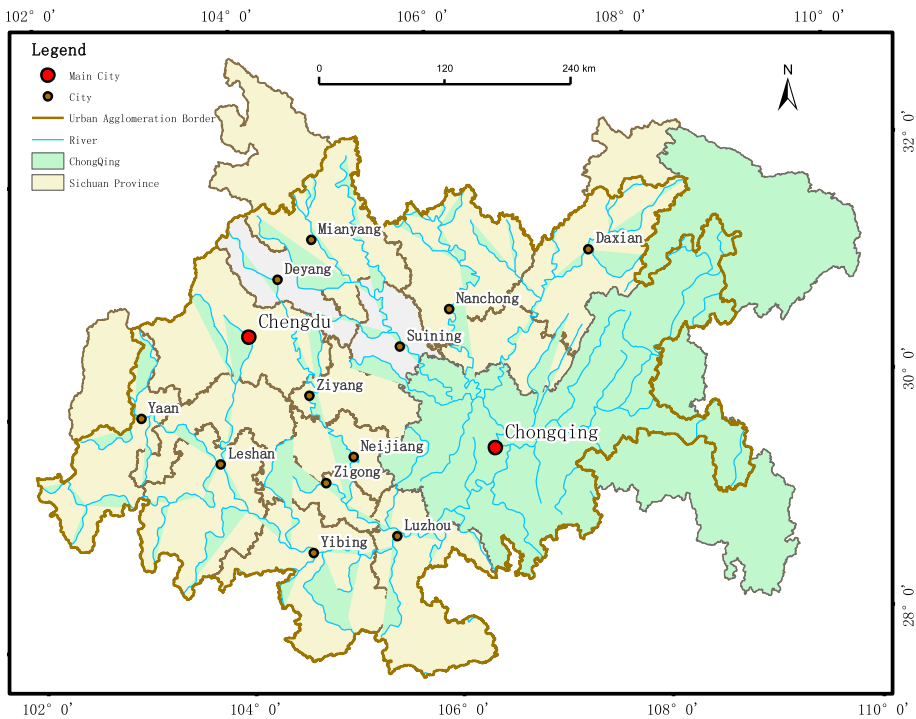 102° 0' 104° 0' 106° 0' 108° 0' 110° 0'
Legend
Main City
City
Urban Agglomeration Border
River
ChongQing
Sichuan Province
0 120 240 km
N
32° 0'
Mianyang
Daxian
Deyang
Nanchong
Chengdu
Suining
30° 0'
Ziyang
Yaan
Chongqing
Neijiang
Leshan
Zigong
Luzhou
Yibing
28° 0'
102° 0' 104° 0' 106° 0' 108° 0' 110° 0'